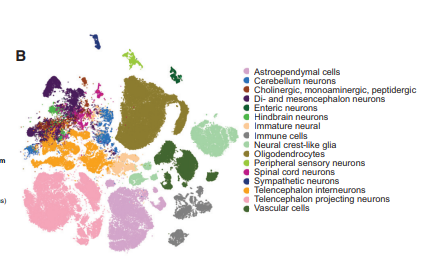 B
Astroependymal cells
Cerebellum neurons
Cholinergic, monoaminergic, peptidergic
Di- and mesencephalon neurons
Enteric neurons
Hindbrain neurons
Immature neural
Immune cells
Neural crest-like glia
Oligodendrocytes
Peripheral sensory neurons
Spinal cord neurons
Sympathetic neurons
Telencephalon interneurons
Telencephalon projecting neurons
Vascular cells